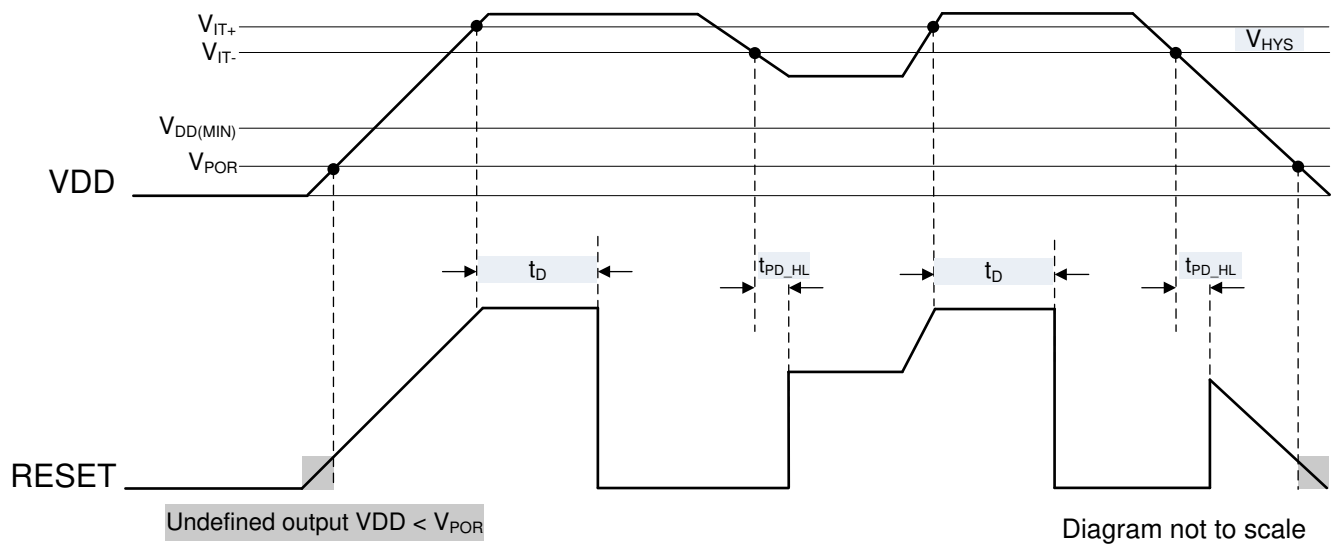 V_IT+
V_IT-
V_HYS
V_DD(MIN)
V_POR
VDD
t_D
t_PD_HL
t_D
t_PD_HL
RESET
Undefined output VDD < V_POR
Diagram not to scale